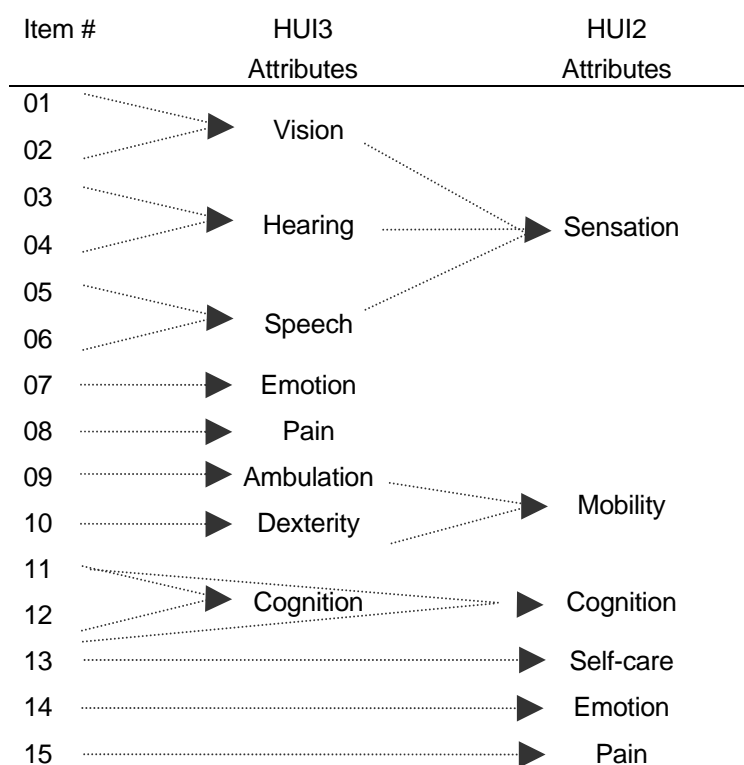 Item # HUI3 HUI2
Attributes Attributes
01
Vision
02
03
Hearing Sensation
04
05
Speech
06
07 Emotion
08 Pain
09 Ambulation
Mobility
10 Dexterity
11
Cognition Cognition
12
13 Self-care
14 Emotion
15 Pain